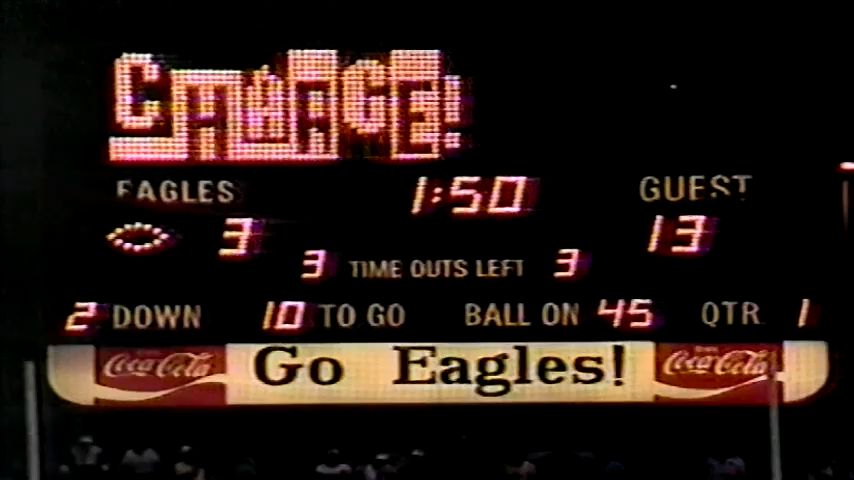 EAGLES 1:50 GUEST
3 13
3 TIME OUTS LEFT 3
2 DOWN 10 TO GO BALL ON 45 QTR 1
Coca-Cola Go Eagles! Coca-Cola